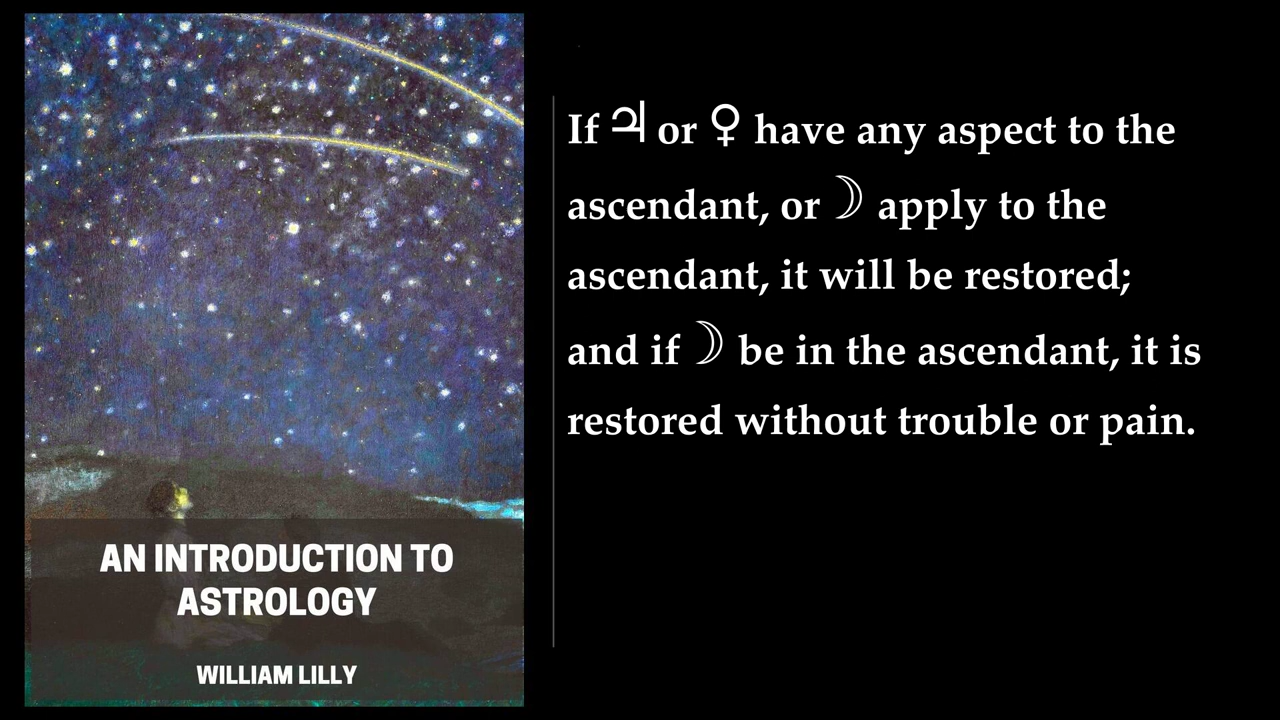 AN INTRODUCTION TO
ASTROLOGY
WILLIAM LILLY
If ♃ or ♀ have any aspect to the
ascendant, or ☽ apply to the
ascendant, it will be restored;
and if ☽ be in the ascendant, it is
restored without trouble or pain.